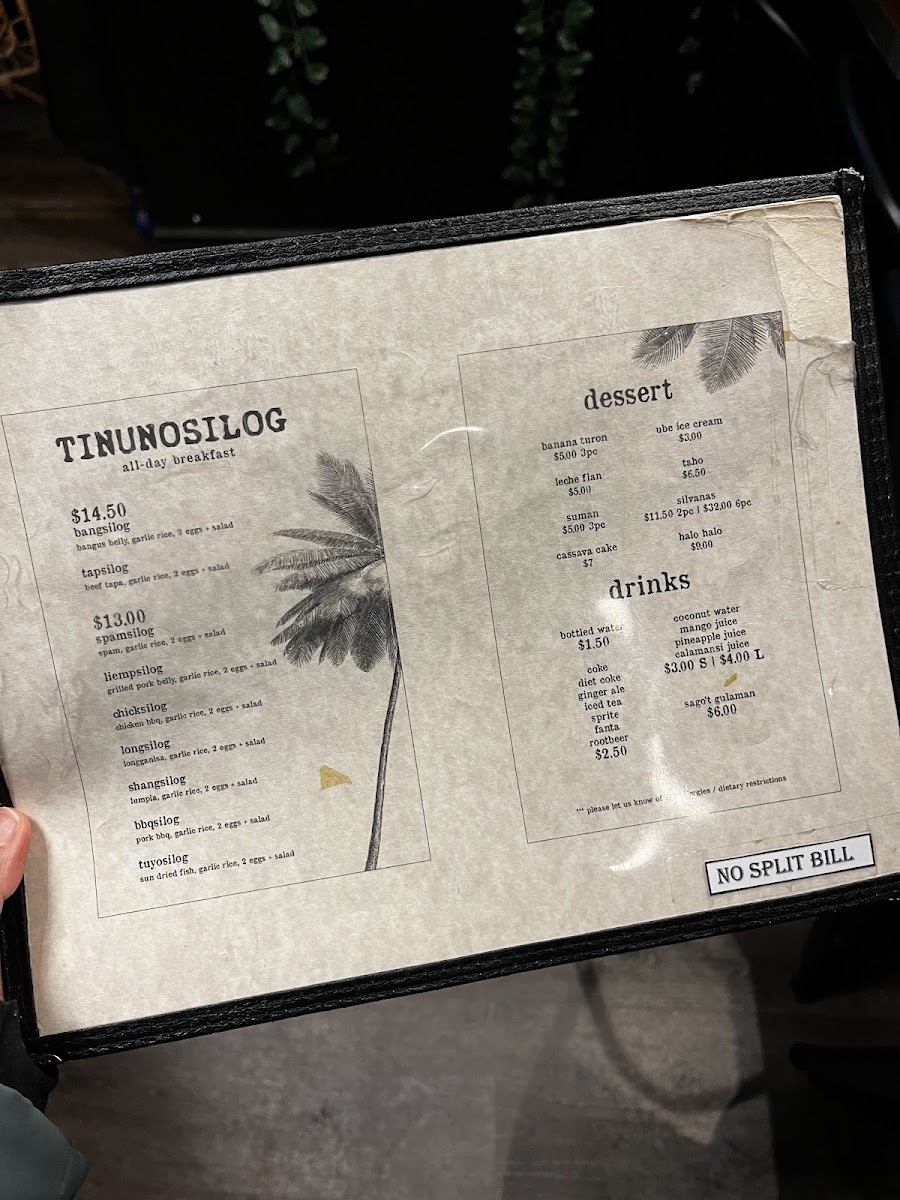 TINUNOSILOG
all-day breakfast
$14.50
bangsilog
bangus belly, garlic rice, 2 eggs + salad
tapsilog
beef tapa, garlic rice, 2 eggs + salad
$13.00
spamsilog
spam, garlic rice, 2 eggs + salad
liempsilog
grilled pork belly, garlic rice, 2 eggs + salad
chicksilog
chicken bbq, garlic rice, 2 eggs + salad
longsilog
longganisa, garlic rice, 2 eggs + salad
shangsilog
lumpia, garlic rice, 2 eggs + salad
bbqsilog
pork bbq, garlic rice, 2 eggs + salad
tuyosilog
sun dried fish, garlic rice, 2 eggs + salad
dessert
banana turon
$5.00 3pc
leche flan
$5.00
suman
$5.00 3pc
cassava cake
$7
ube ice cream
$3.00
taho
$6.50
silvanas
$11.50 2pc | $32.00 6pc
halo halo
$9.00
drinks
bottled water
$1.50
coke
diet coke
ginger ale
iced tea
sprite
fanta
rootbeer
$2.50
coconut water
mango juice
pineapple juice
calamansi juice
$3.00 S | $4.00 L
sago't gulaman
$6.00
*** please let us know of / dietary restrictions
NO SPLIT BILL